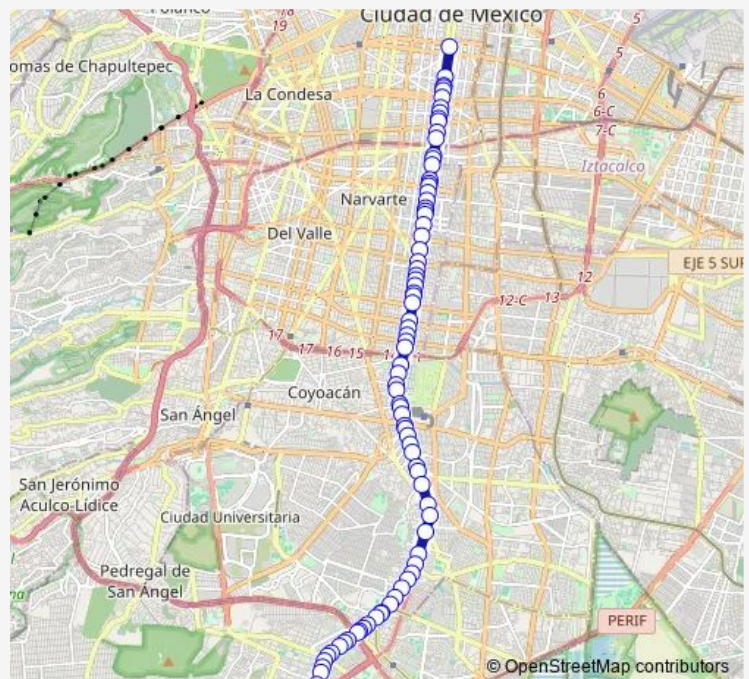 Polanco
Ciudad de México
18
19
5
5
omas de Chapultepec
La Condesa
6
6-C
7-C
Iztacalco
Narvarte
Del Valle
EJE 5 SUR
12
12-C 13
17 17 16 15
Coyoacán
San Ángel
San Jerónimo
Aculco-Lídice
Ciudad Universitaria
Pedregal de
San Ángel
PERIF
© OpenStreetMap contributors